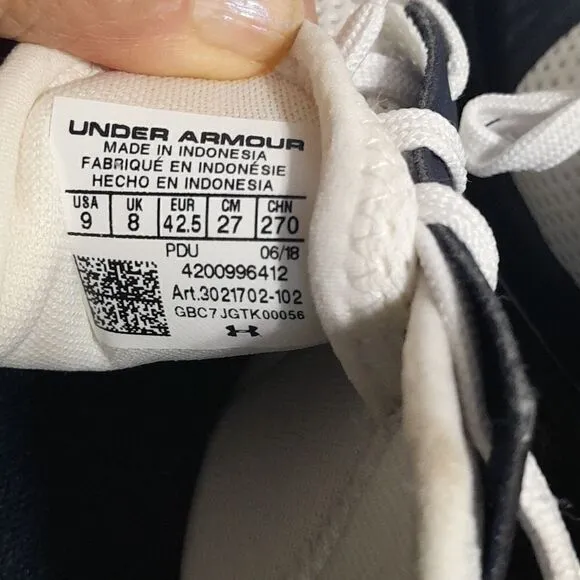 UNDER ARMOUR
MADE IN INDONESIA
FABRIQUÉ EN INDONÉSIE
HECHO EN INDONESIA
USA UK EUR CM CHN
9 8 42.5 27 270
PDU 06/18
4200996412
Art.3021702-102
GBC7JGTK00056